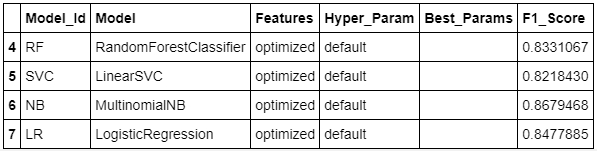 Model_Id Model Features Hyper_Param Best_Params F1_Score
4 RF RandomForestClassifier optimized default 0.8331067
5 SVC LinearSVC optimized default 0.8218430
6 NB MultinomialNB optimized default 0.8679468
7 LR LogisticRegression optimized default 0.8477885